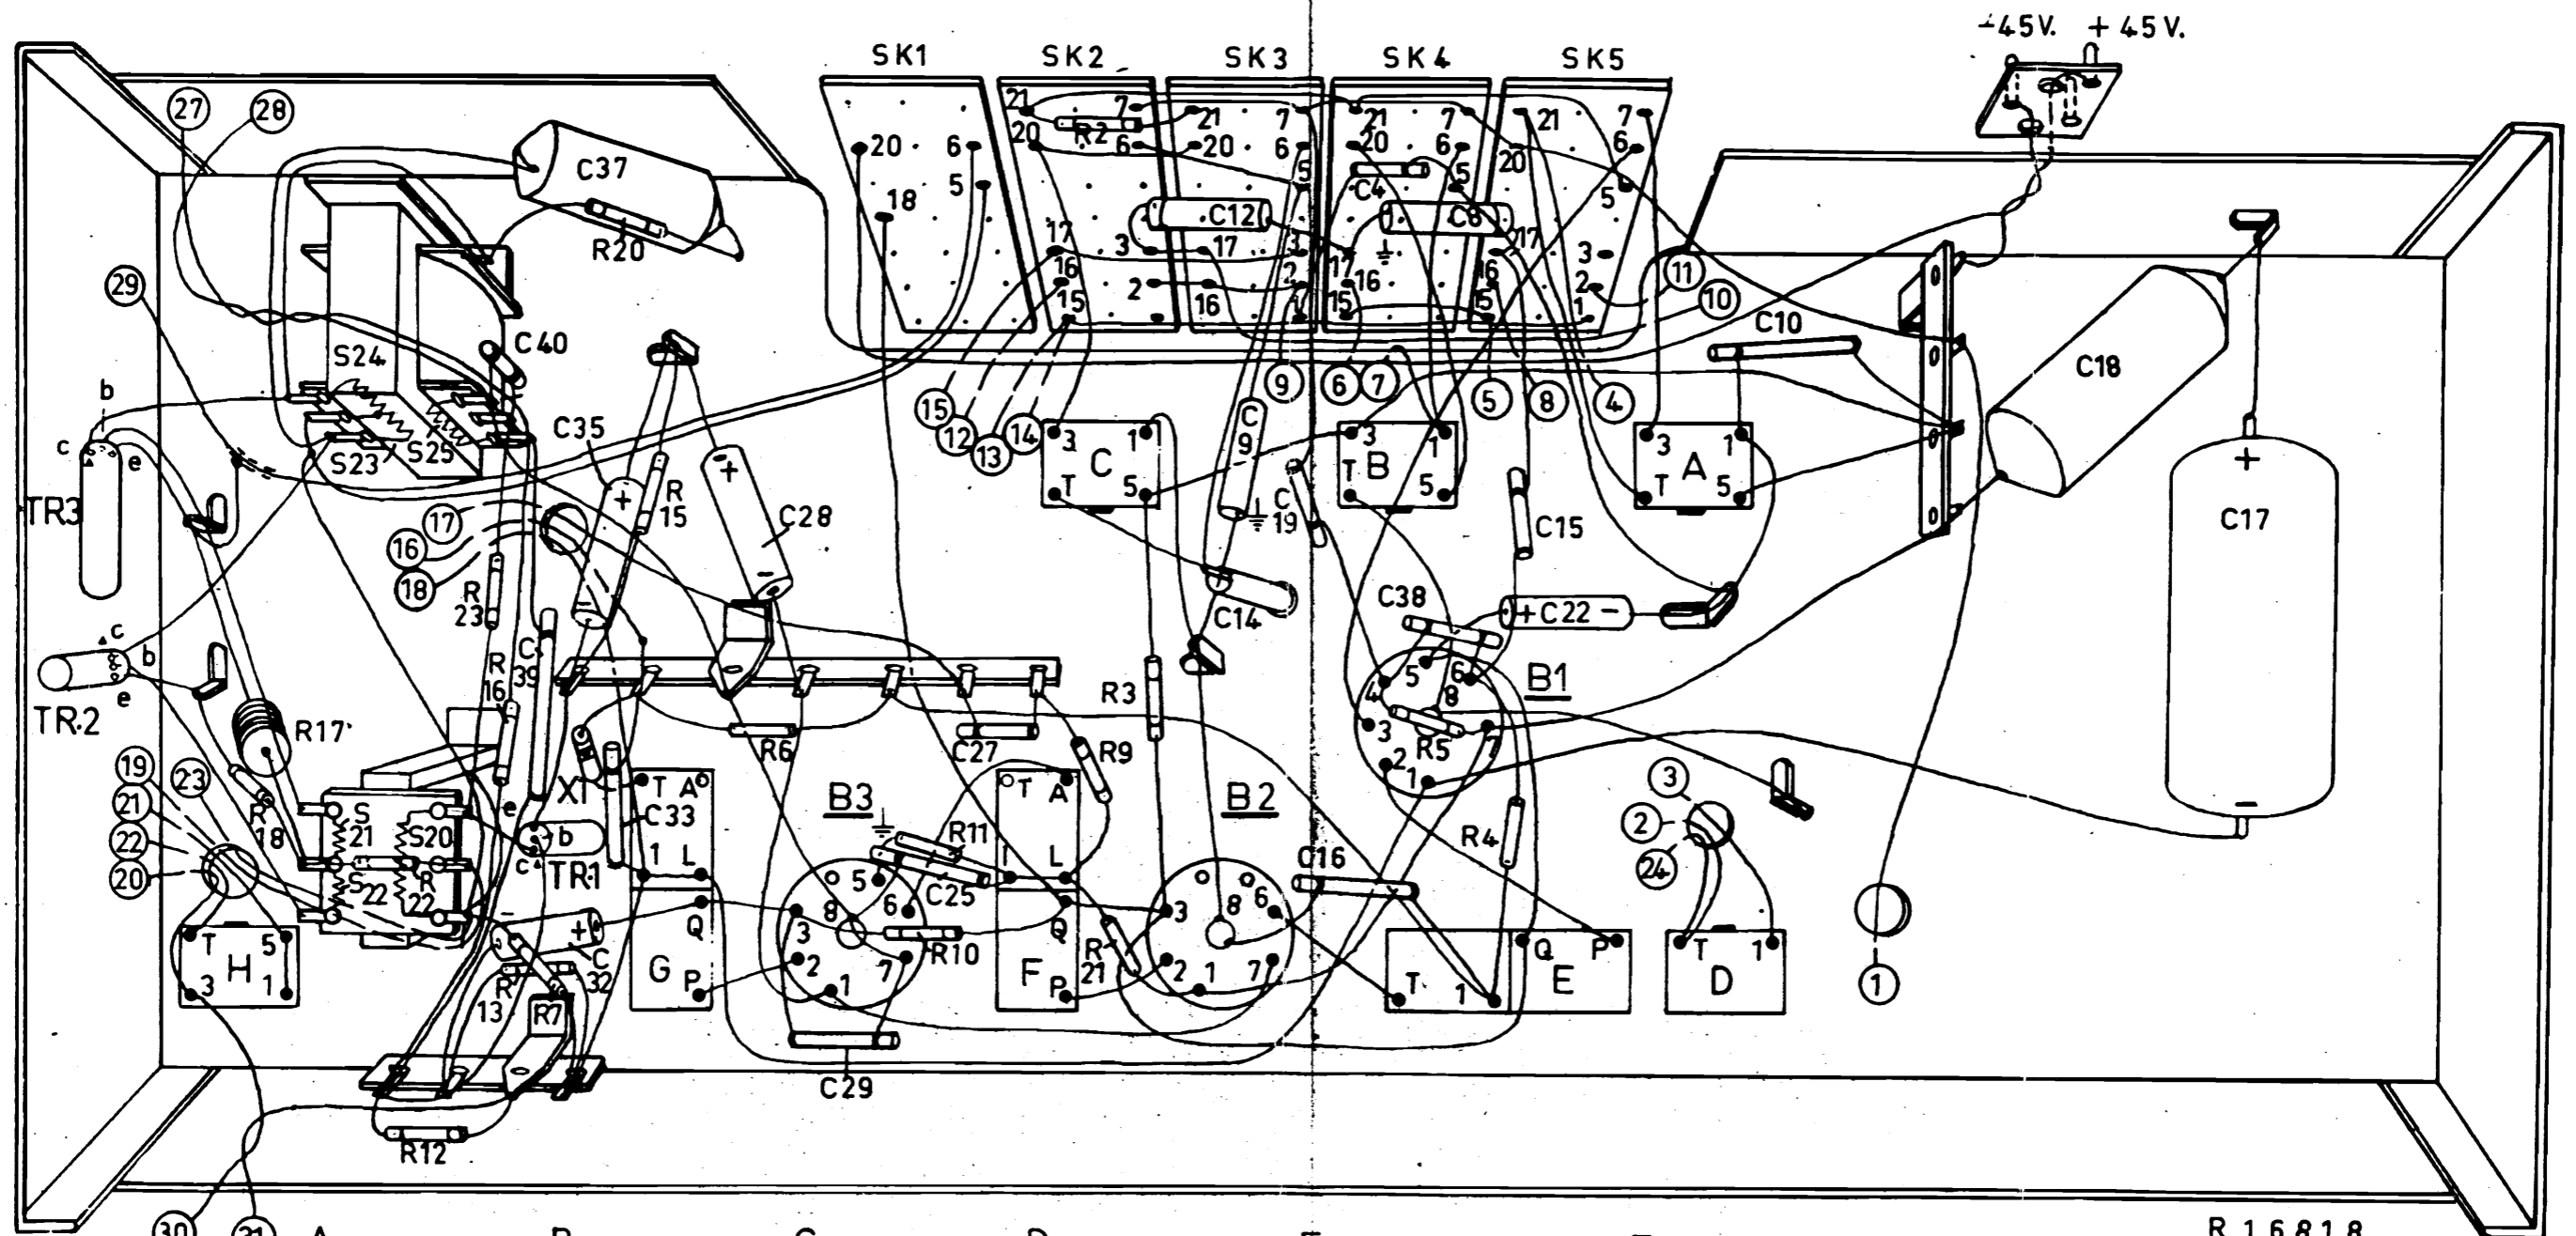 -45V. + 45V.
SK1 SK2 SK3 SK4 SK5
27 28
21 7 21 7 21 7 21 7
R2
20 6 20 6 20 6 20 6 20 6
C37
5 5 5 5
C4
18
C12 C8
R20
17 3 17 3 17 17 3
16 2 16 2 16 16 2
15 15 15 1
11
10
29
C40
S24
C10
C18
b
c
e
S23 S25
C35
15 12 13 14
9 6 7 5 8 4
3 1
C
T 5
C 9
3 1
B
T 5
3 1
A
T 5
TR3
17
16
18
+
R 15
+
C28
C 19
C15
+
C17
R 23
-
-
C14
C38
+ C22 -
c
b
e
TR.2
R 16
C 39
R3
5 6
4 8
B1
3 7
R5
2
1
R17
R6
C27
R9
19
21
22
20
23
R 18
S 21
S20
S 22
R 22
e
b
c
TR1
X1
C33
T A
1 L
B3
R11
C25
T A
1 L
B2
C16
R4
3
2
24
-
5
8 6
3
2 7
1
R10
3 8 6
2 1 7
R 21
T 5
H
3 1
- +
C 32
R 13
R7
Q
G
P
Q
F
P
T 1
Q P
E
T 1
D
1
C29
R12
30 31 A
R16818